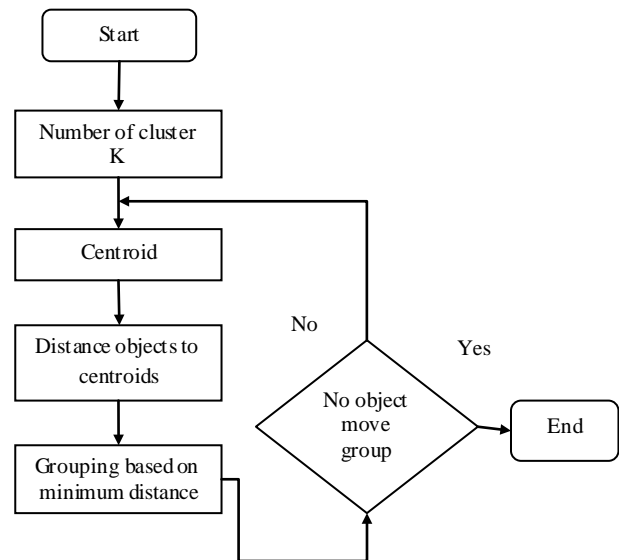 Start
Number of cluster
K
Centroid
Distance objects to
centroids
Grouping based on
minimum distance
No
Yes
No object
move
group
End